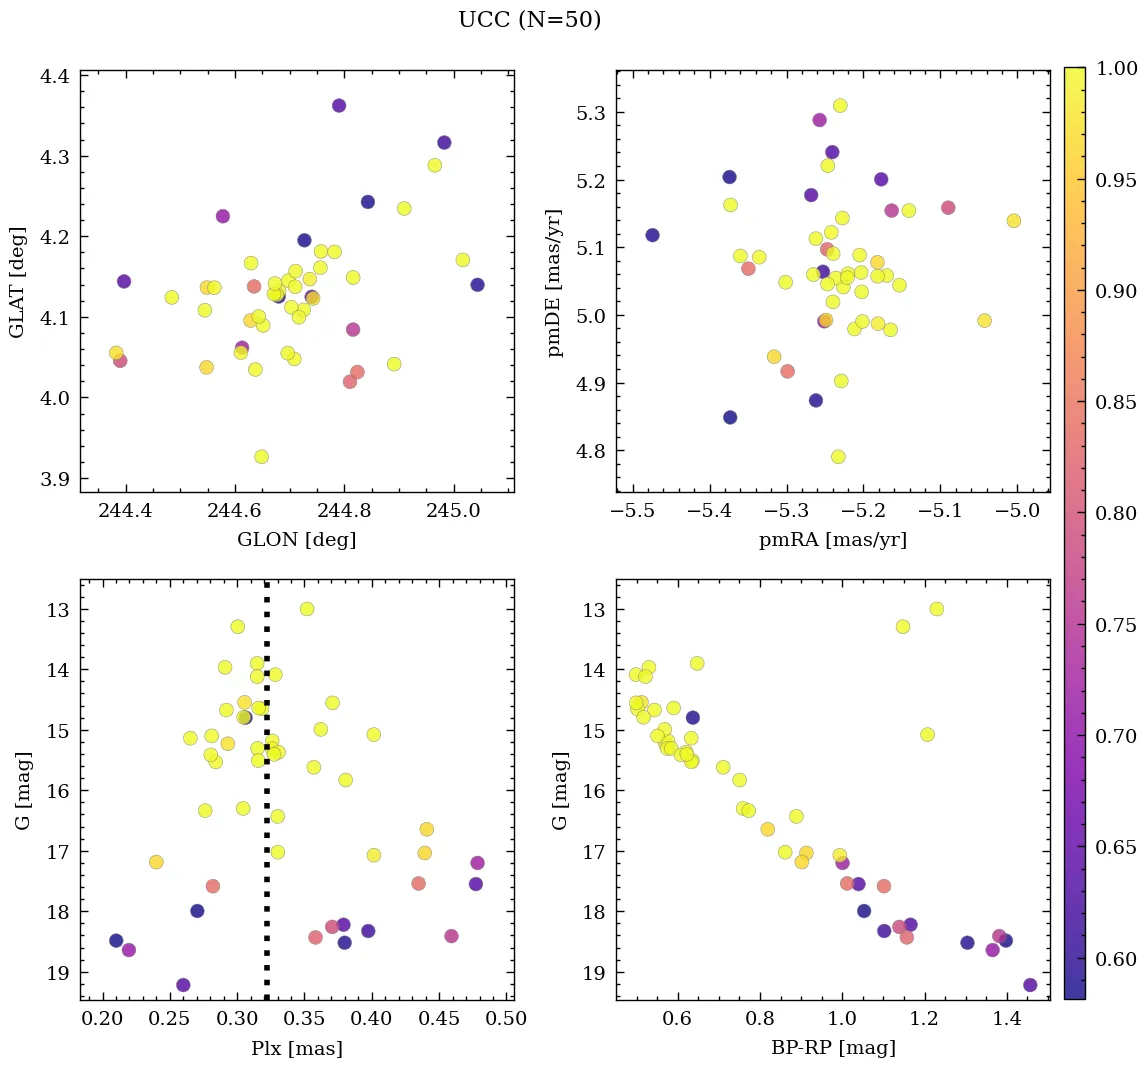 UCC (N=50)
4.4
4.3
4.2
4.1
4.0
3.9
GLAT [deg]
244.4 244.6 244.8 245.0
GLON [deg]
5.3
5.2
5.1
5.0
4.9
4.8
pmDE [mas/yr]
−5.5 −5.4 −5.3 −5.2 −5.1 −5.0
pmRA [mas/yr]
1.00
0.95
0.90
0.85
0.80
0.75
0.70
0.65
0.60
13
14
15
16
17
18
19
G [mag]
0.20 0.25 0.30 0.35 0.40 0.45 0.50
Plx [mas]
13
14
15
16
17
18
19
G [mag]
0.6 0.8 1.0 1.2 1.4
BP-RP [mag]